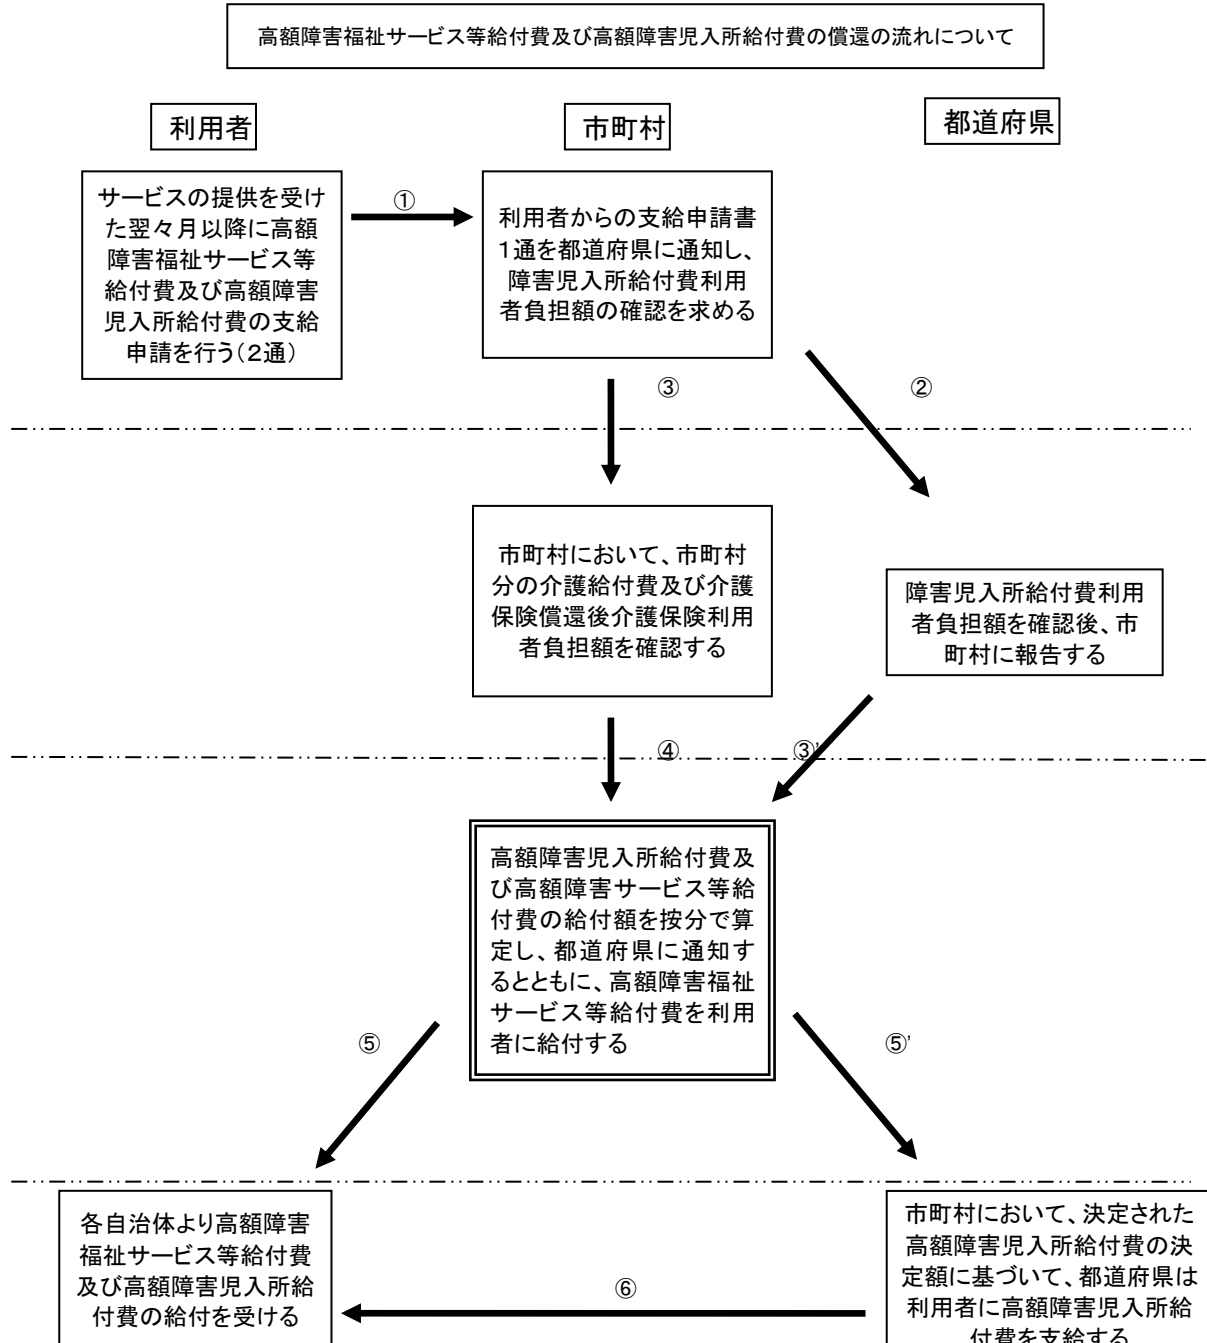 高額障害福祉サービス等給付費及び高額障害児入所給付費の償還の流れについて
利用者
市町村
都道府県
サービスの提供を受け
た翌々月以降に高額
障害福祉サービス等
給付費及び高額障害
児入所給付費の支給
申請を行う(2通)
①
利用者からの支給申請書
1通を都道府県に通知し、
障害児入所給付費利用
者負担額の確認を求める
③
②
市町村において、市町村
分の介護給付費及び介護
保険償還後介護保険利用
者負担額を確認する
障害児入所給付費利用
者負担額を確認後、市
町村に報告する
④
③'
高額障害児入所給付費及
び高額障害サービス等給
付費の給付額を按分で算
定し、都道府県に通知す
るとともに、高額障害福祉
サービス等給付費を利用
者に給付する
⑤
⑤'
各自治体より高額障害
福祉サービス等給付費
及び高額障害児入所給
付費の給付を受ける
⑥
市町村において、決定された
高額障害児入所給付費の決
定額に基づいて、都道府県は
利用者に高額障害児入所給
付費を支給する